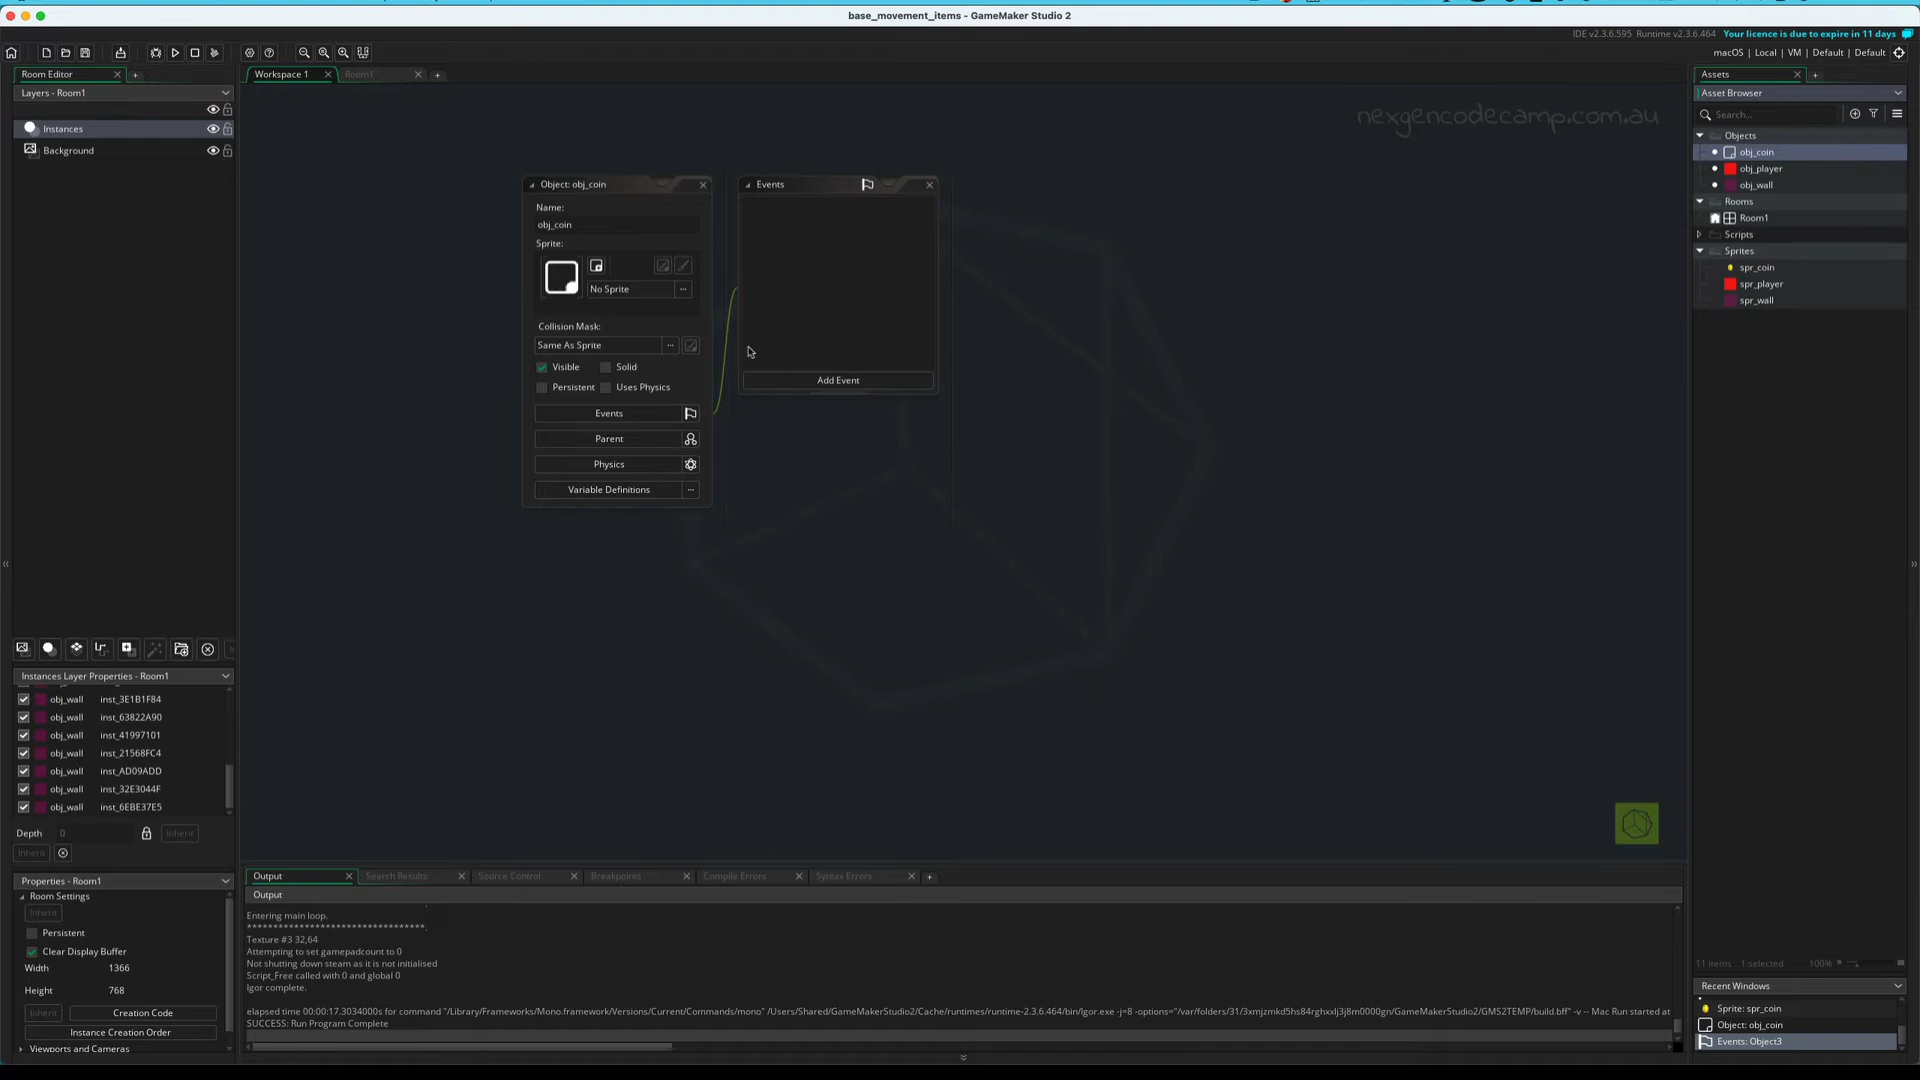 base_movement_items - GameMaker Studio 2
IDE v2.3.6.595 Runtime v2.3.6.464 Your licence is due to expire in 11 days
macOS | Local | VM | Default | Default
Room Editor
Workspace 1
Room1
Assets
Layers - Room1
Asset Browser
Search...
nexgencodecamp.com.au
Instances
Background
Objects
obj_coin
obj_player
obj_wall
Rooms
Room1
Scripts
Sprites
spr_coin
spr_player
spr_wall
Object: obj_coin
Name:
obj_coin
Sprite:
No Sprite
Collision Mask:
Same As Sprite
Visible
Solid
Persistent
Uses Physics
Events
Parent
Physics
Variable Definitions
Events
Add Event
Instances Layer Properties - Room1
obj_wall inst_3E1B1F84
obj_wall inst_63822A90
obj_wall inst_41997101
obj_wall inst_21568FC4
obj_wall inst_AD09ADD
obj_wall inst_32E3044F
obj_wall inst_6EBE37E5
Depth 0
Inherit
Inherit
Properties - Room1
Room Settings
Inherit
Persistent
Clear Display Buffer
Width 1366
Height 768
Inherit
Creation Code
Instance Creation Order
Viewports and Cameras
Output
Search Results
Source Control
Breakpoints
Compile Errors
Syntax Errors
Output
Entering main loop.
**********************************.
Texture #3 32,64
Attempting to set gamepadcount to 0
Not shutting down steam as it is not initialised
Script_Free called with 0 and global 0
Igor complete.
elapsed time 00:00:17.3034000s for command "/Library/Frameworks/Mono.framework/Versions/Current/Commands/mono" /Users/Shared/GameMakerStudio2/Cache/runtimes/runtime-2.3.6.464/bin/Igor.exe -j=8 -options="/var/folders/31/3xmjzmkd5hs84rghxxlj3j8m0000gn/GameMakerStudio2/GMS2TEMP/build.bff" -v -- Mac Run started at
SUCCESS: Run Program Complete
11 items 1 selected 100%
Recent Windows
Sprite: spr_coin
Object: obj_coin
Events: Object3